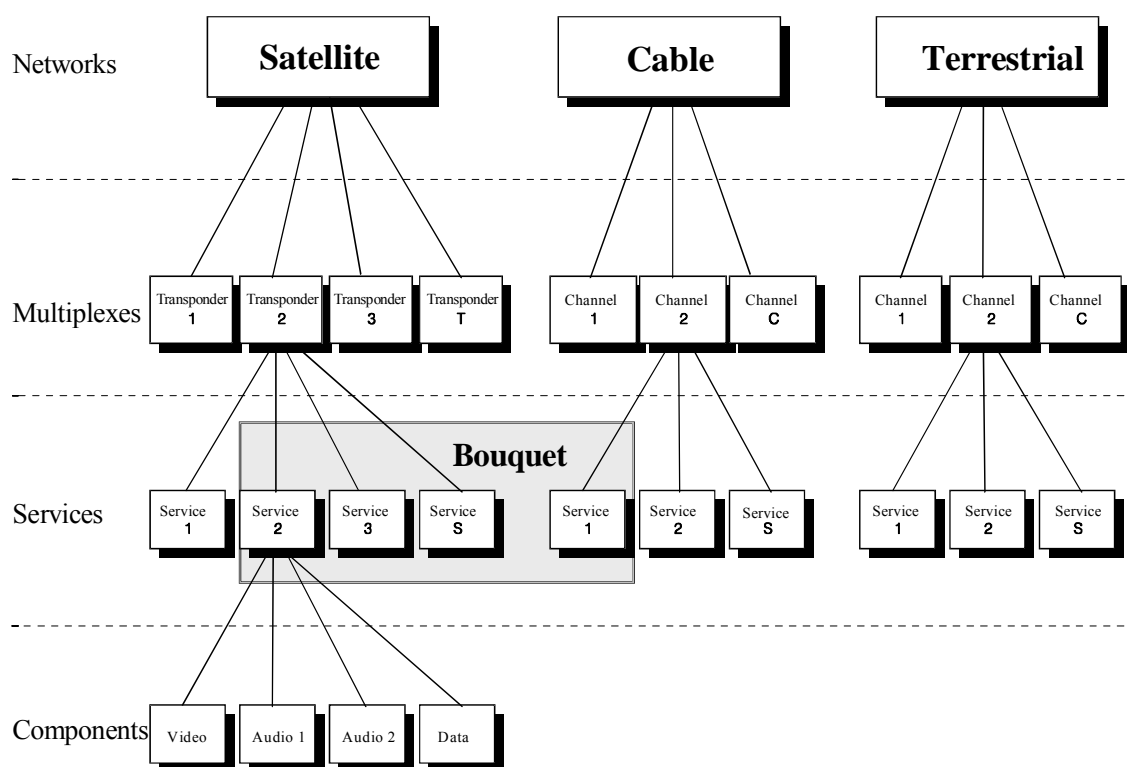 Networks
Satellite
Cable
Terrestrial
Multiplexes
Transponder
1
Transponder
2
Transponder
3
Transponder
T
Channel
1
Channel
2
Channel
C
Channel
1
Channel
2
Channel
C
Bouquet
Services
Service
1
Service
2
Service
3
Service
S
Service
1
Service
2
Service
S
Service
1
Service
2
Service
S
Components
Video
Audio 1
Audio 2
Data